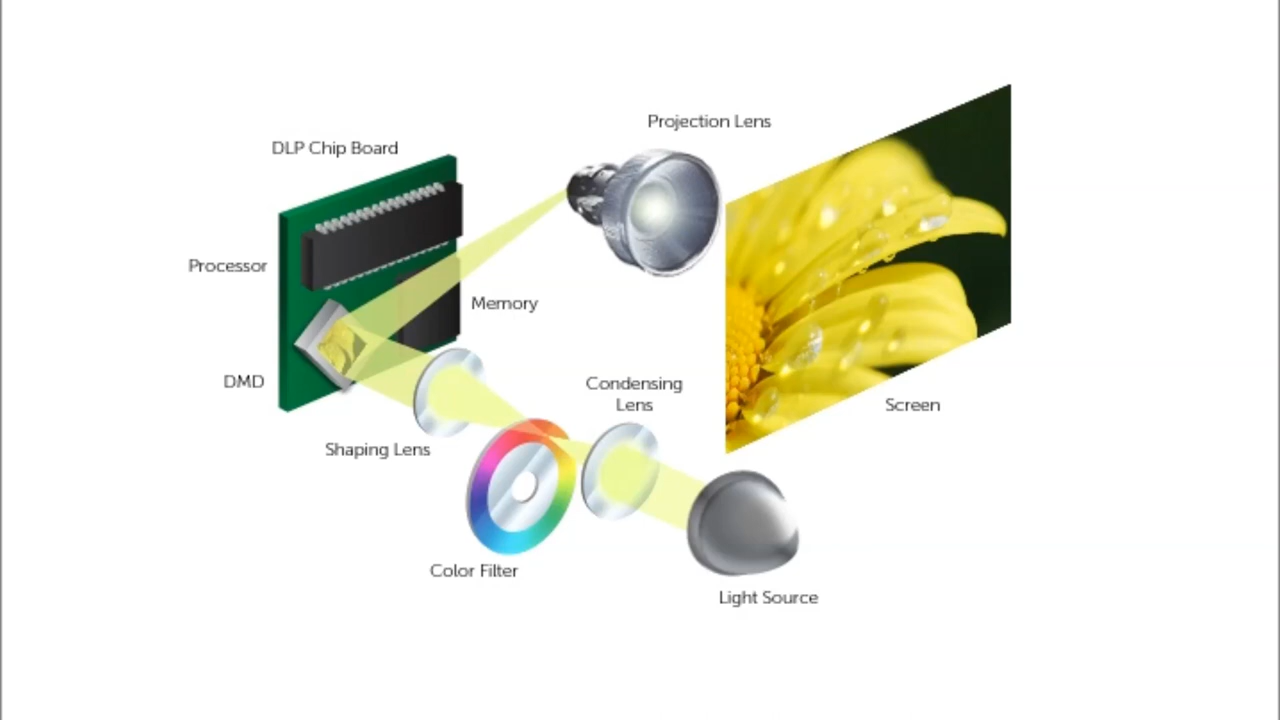 Projection Lens
DLP Chip Board
Processor
Memory
DMD
Condensing
Lens
Screen
Shaping Lens
Color Filter
Light Source